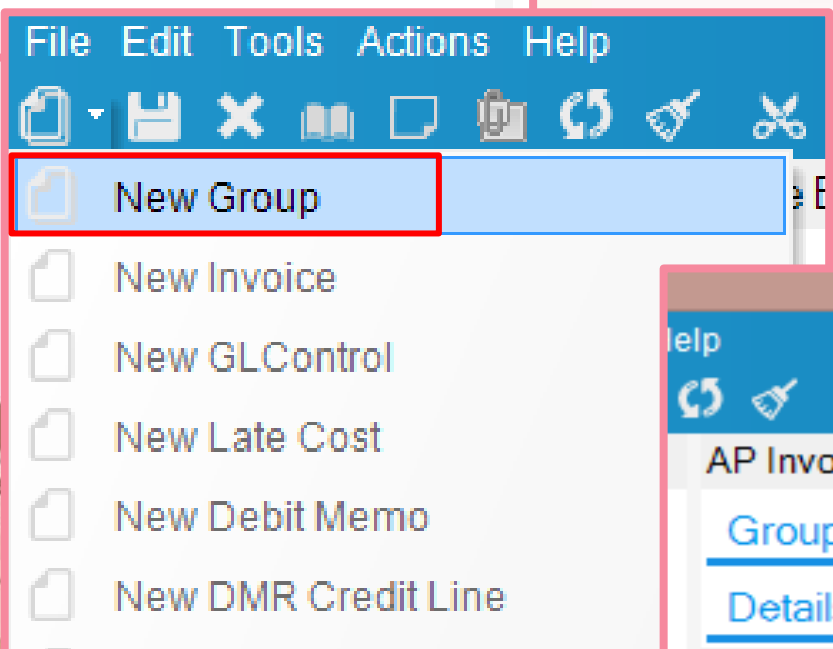 File Edit Tools Actions Help
New Group
New Invoice
New GLControl
New Late Cost
New Debit Memo
New DMR Credit Line
elp
AP Invo
Group
Detail